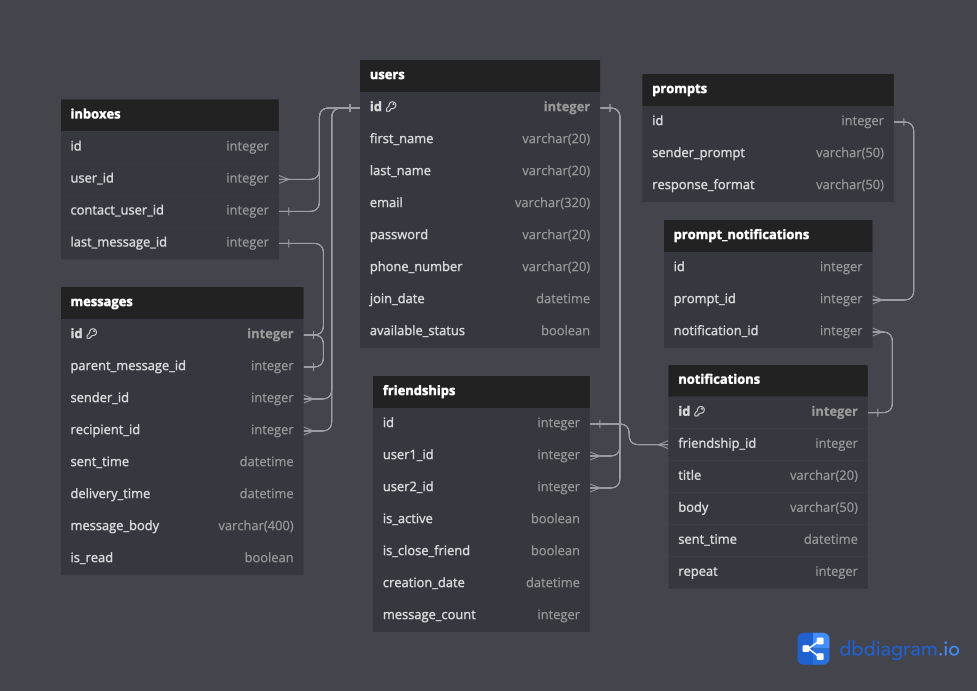 inboxes
id integer
user_id integer
contact_user_id integer
last_message_id integer
messages
id integer
parent_message_id integer
sender_id integer
recipient_id integer
sent_time datetime
delivery_time datetime
message_body varchar(400)
is_read boolean
users
id integer
first_name varchar(20)
last_name varchar(20)
email varchar(320)
password varchar(20)
phone_number varchar(20)
join_date datetime
available_status boolean
friendships
id integer
user1_id integer
user2_id integer
is_active boolean
is_close_friend boolean
creation_date datetime
message_count integer
prompts
id integer
sender_prompt varchar(50)
response_format varchar(50)
prompt_notifications
id integer
prompt_id integer
notification_id integer
notifications
id integer
friendship_id integer
title varchar(20)
body varchar(50)
sent_time datetime
repeat integer
dbdiagram.io